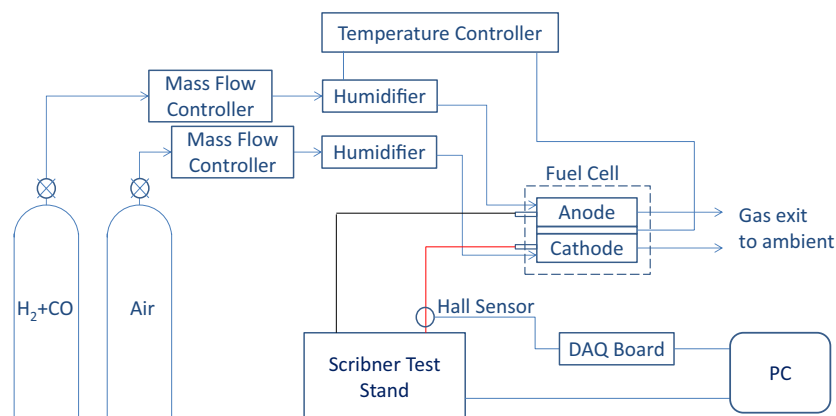 Temperature Controller
Mass Flow
Controller
Humidifier
Mass Flow
Controller
Humidifier
Fuel Cell
Anode
Cathode
Gas exit
to ambient
H₂+CO
Air
Hall Sensor
Scribner Test
Stand
DAQ Board
PC